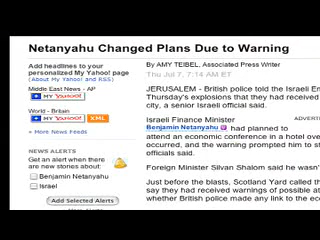 Netanyahu Changed Plans Due to Warning
Add headlines to your
personalized My Yahoo! page
(About My Yahoo! and RSS)
Middle East News - AP
+ MY YAHOO!
World - Britain
+ MY YAHOO! XML
» More News Feeds
NEWS ALERTS
Get an alert when there
are new stories about:
Benjamin Netanyahu
Israel
Add Selected Alerts
By AMY TEIBEL, Associated Press Writer
Thu Jul 7, 7:14 AM ET
JERUSALEM - British police told the Israeli Em
Thursday's explosions that they had received
city, a senior Israeli official said.
ADVERTI
Israeli Finance Minister
Benjamin Netanyahu had planned to
attend an economic conference in a hotel over
occurred, and the warning prompted him to st
officials said.
Foreign Minister Silvan Shalom said he wasn'
Just before the blasts, Scotland Yard called th
say they had received warnings of possible at
whether British police made any link to the eco